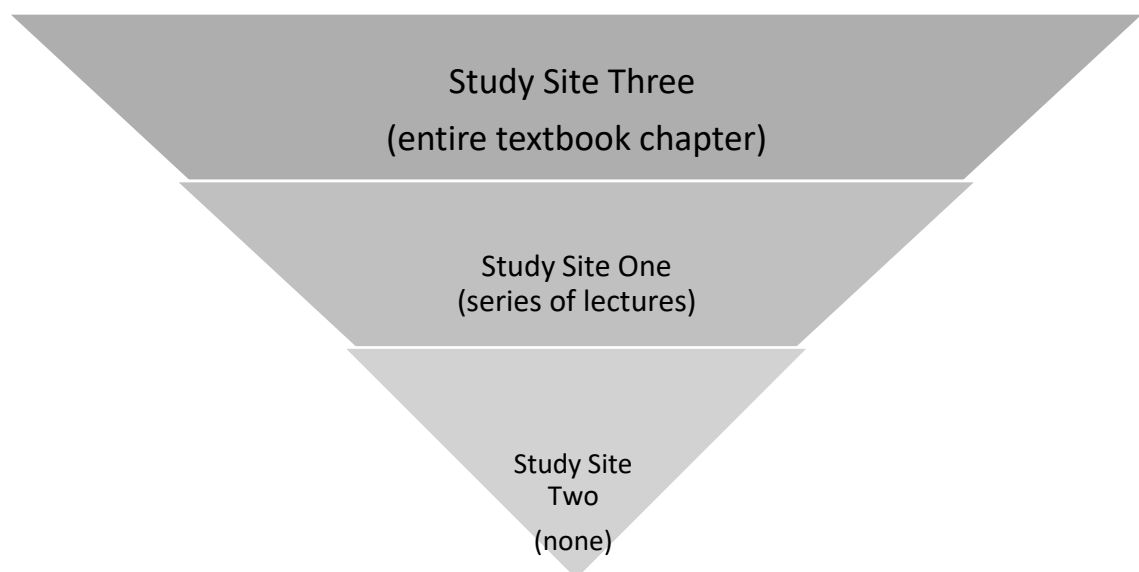 Study Site Three
(entire textbook chapter)
Study Site One
(series of lectures)
Study Site
Two
(none)